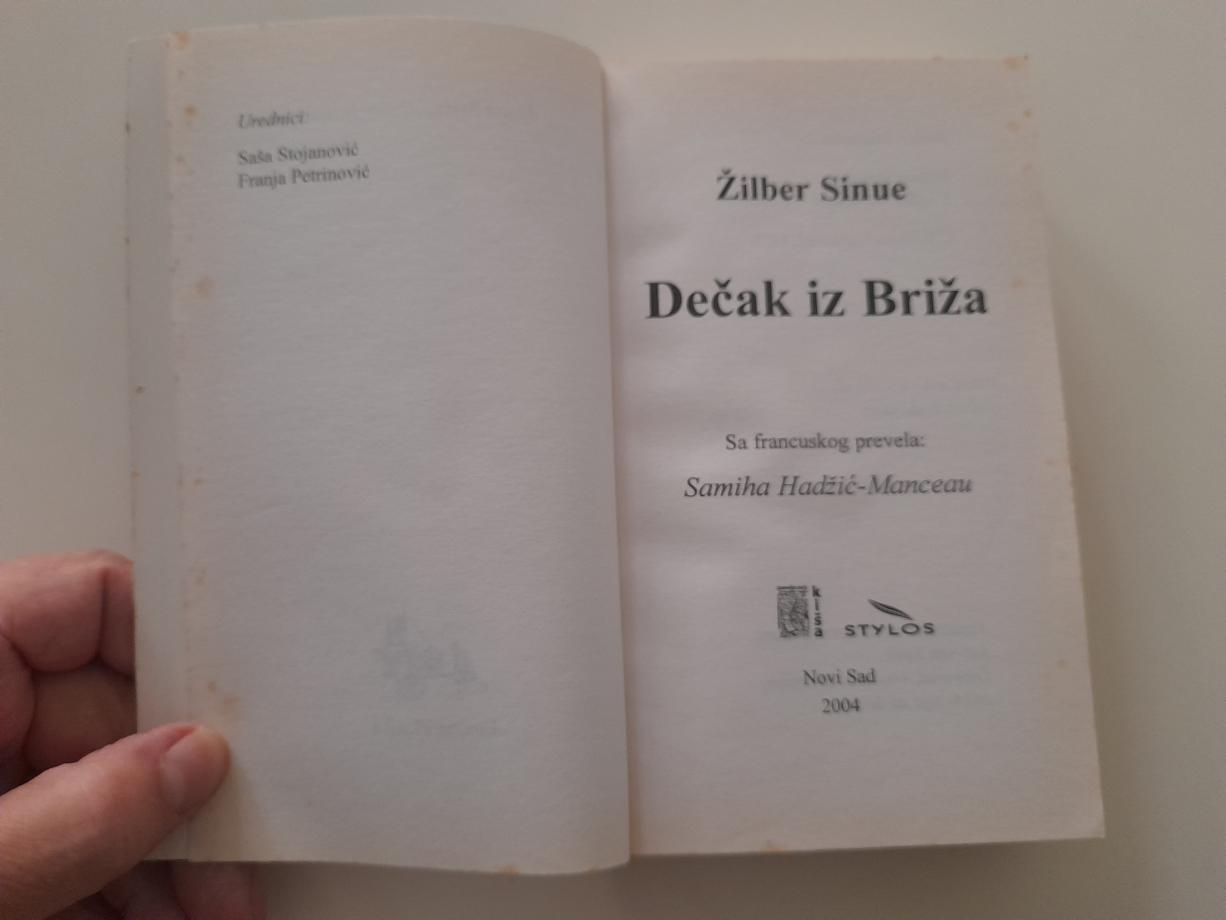 Urednici:
Saša Stojanović
Franja Petrinović
Žilber Sinue
Dečak iz Briža
Sa francuskog prevela:
Samiha Hadžić-Manceau
kiša
STYLOS
Novi Sad
2004